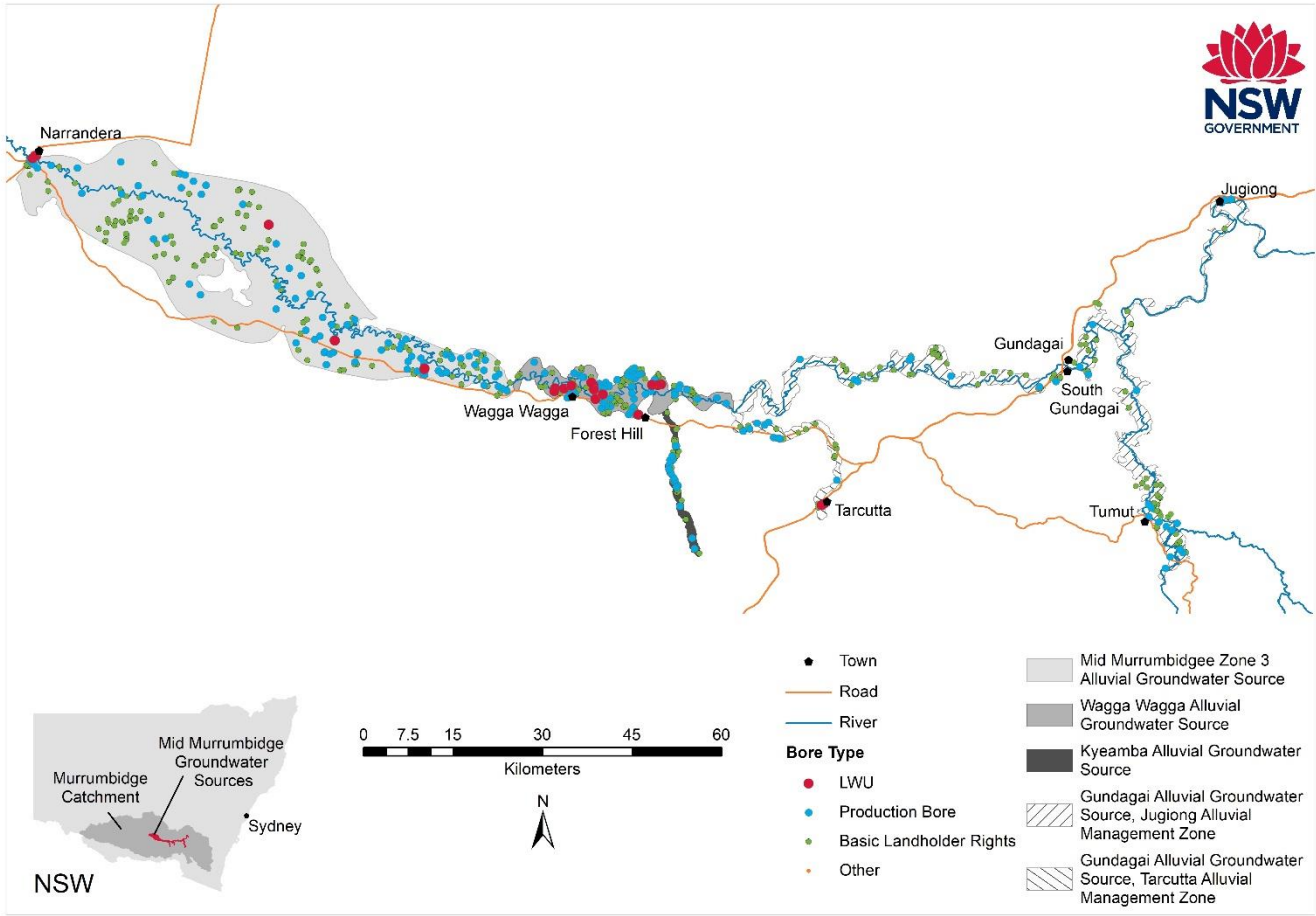 NSW
GOVERNMENT
Narrandera
Jugiong
Gundagai
South
Gundagai
Wagga Wagga
Forest Hill
Tarcutta
Tumut
Town
Road
River
Bore Type
LWU
Production Bore
Basic Landholder Rights
Other
Mid Murrumbidgee Zone 3
Alluvial Groundwater Source
Wagga Wagga Alluvial
Groundwater Source
Kyeamba Alluvial Groundwater
Source
Gundagai Alluvial Groundwater
Source, Jugiong Alluvial
Management Zone
Gundagai Alluvial Groundwater
Source, Tarcutta Alluvial
Management Zone
0 7.5 15 30 45 60
Kilometers
N
Mid Murrumbidge
Groundwater
Sources
Murrumbidge
Catchment
Sydney
NSW